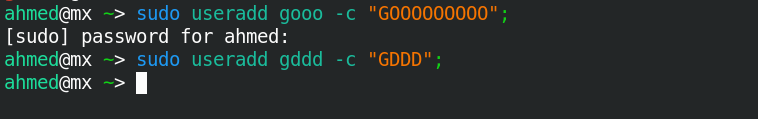 ahmed@mx ~> sudo useradd gooo -c "GOOOOOOOOO";
[sudo] password for ahmed:
ahmed@mx ~> sudo useradd gddd -c "GDDD";
ahmed@mx ~>